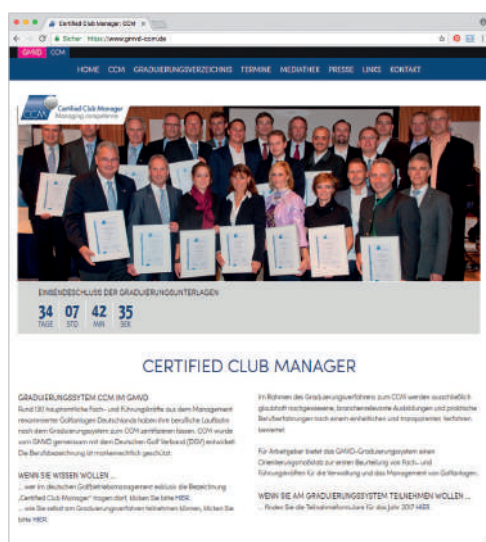 Certified Club Manager: CCM
Sicher https://www.gmvd-ccm.de
GMVD CCM
HOME CCM GRADUIERUNGSVERZEICHNIS TERMINE MEDIATHEK PRESSE LINKS KONTAKT
CCM
Certified Club Manager
Managing competence
EINSENDESCHLUSS DER GRADUIERUNGSUNTERLAGEN
34 07 42 35
TAGE STD MIN SEK
CERTIFIED CLUB MANAGER
GRADUIERUNGSSYTEM CCM IM GMVD
Rund 130 hauptamtliche Fach- und Führungskräfte aus dem Management
renommierter Golfanlagen Deutschlands haben ihre berufliche Laufbahn
nach dem Graduierungssystem zum CCM zertifizieren lassen. CCM wurde
vom GMVD gemeinsam mit dem Deutschen Golf Verband (DGV) entwickelt.
Die Berufsbezeichnung ist markenrechtlich geschützt.
WENN SIE WISSEN WOLLEN ...
... wer im deutschen Golfbetriebsmanagement exklusiv die Bezeichnung
„Certified Club Manager" tragen darf, klicken Sie bitte HIER.
... wie Sie selbst am Graduierungsverfahren teilnehmen können, klicken Sie
bitte HIER.
Im Rahmen des Graduierungverfahrens zum CCM werden ausschließlich
glaubhaft nachgewiesene, branchenrelevante Ausbildungen und praktische
Berufserfahrungen nach einem einheitlichen und transparenten Verfahren
bewertet.
Für Arbeitgeber bietet das GMVD-Graduierungssystem einen
Orientierungsmaßstab zur ersten Beurteilung von Fach- und
Führungskräften für die Verwaltung und das Management von Golfanlagen.
WENN SIE AM GRADUIERUNGSSYSTEM TEILNEHMEN WOLLEN ...
... finden Sie die Teilnahmeformulare für das Jahr 2017 HIER.